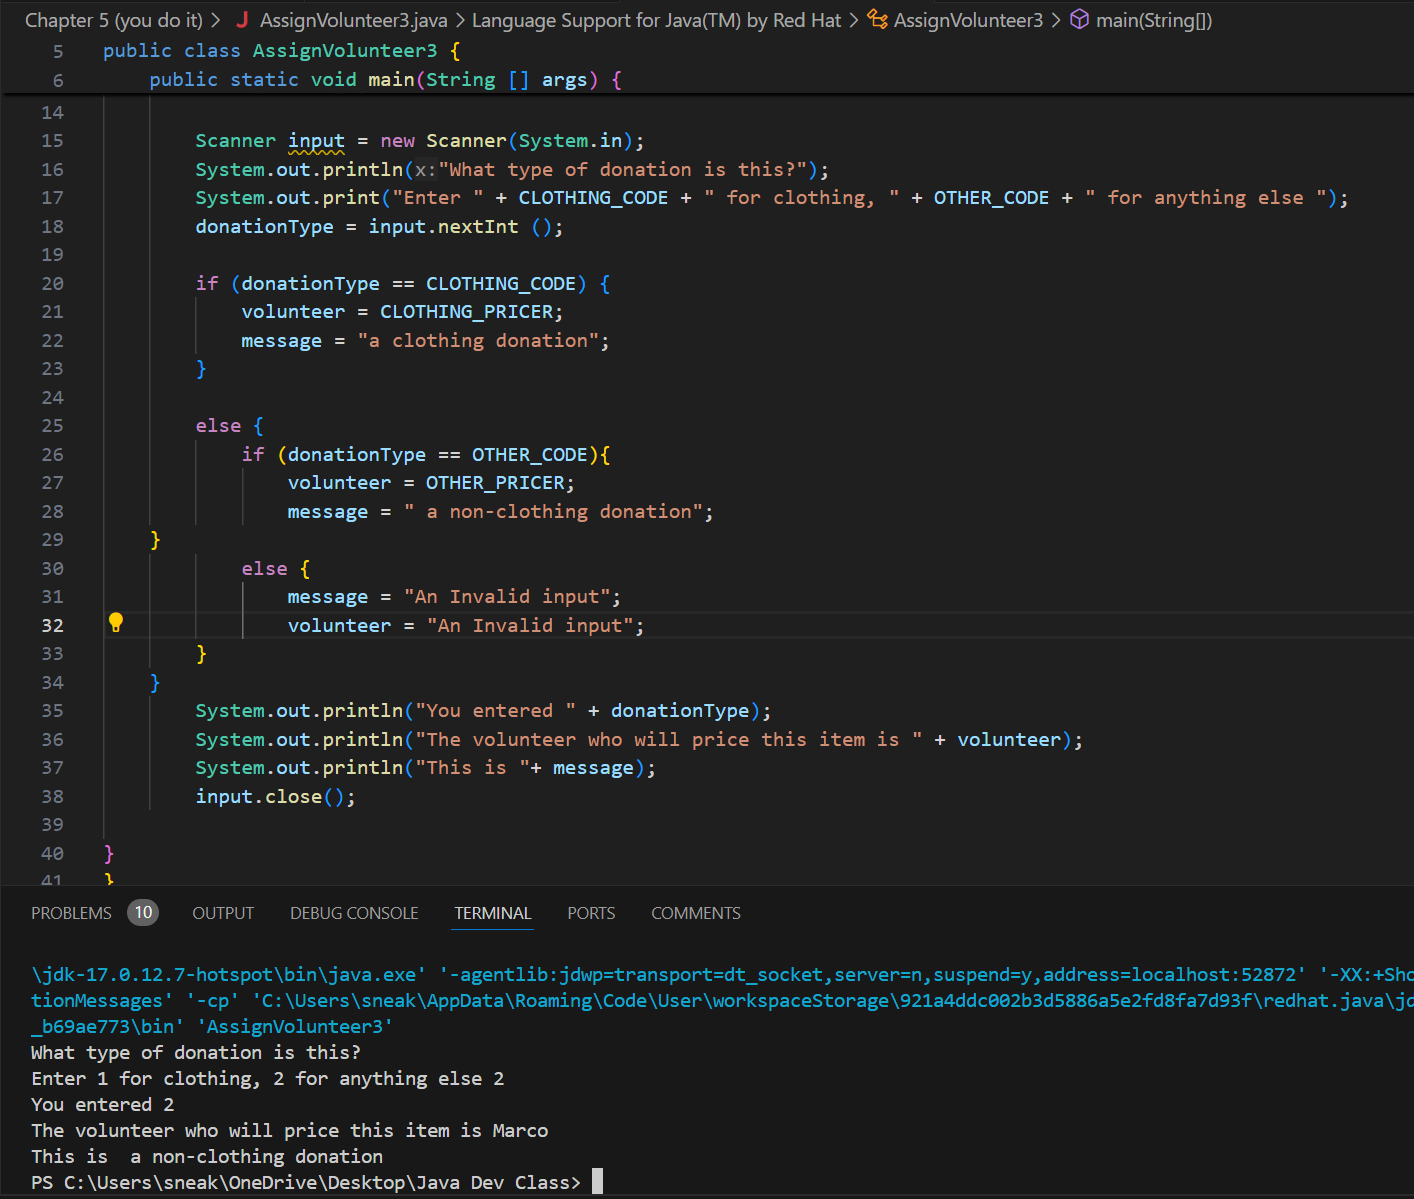 Chapter 5 (you do it) > J AssignVolunteer3.java > Language Support for Java(TM) by Red Hat > AssignVolunteer3 > main(String[])
5 public class AssignVolunteer3 {
6 public static void main(String [] args) {
14
15 Scanner input = new Scanner(System.in);
16 System.out.println(x:"What type of donation is this?");
17 System.out.print("Enter " + CLOTHING_CODE + " for clothing, " + OTHER_CODE + " for anything else ");
18 donationType = input.nextInt ();
19
20 if (donationType == CLOTHING_CODE) {
21 volunteer = CLOTHING_PRICER;
22 message = "a clothing donation";
23 }
24
25 else {
26 if (donationType == OTHER_CODE){
27 volunteer = OTHER_PRICER;
28 message = " a non-clothing donation";
29 }
30 else {
31 message = "An Invalid input";
32 volunteer = "An Invalid input";
33 }
34 }
35 System.out.println("You entered " + donationType);
36 System.out.println("The volunteer who will price this item is " + volunteer);
37 System.out.println("This is "+ message);
38 input.close();
39
40 }
41 }
PROBLEMS 10 OUTPUT DEBUG CONSOLE TERMINAL PORTS COMMENTS
\jdk-17.0.12.7-hotspot\bin\java.exe' '-agentlib:jdwp=transport=dt_socket,server=n,suspend=y,address=localhost:52872' '-XX:+Sho
tionMessages' '-cp' 'C:\Users\sneak\AppData\Roaming\Code\User\workspaceStorage\921a4ddc002b3d5886a5e2fd8fa7d93f\redhat.java\jd
_b69ae773\bin' 'AssignVolunteer3'
What type of donation is this?
Enter 1 for clothing, 2 for anything else 2
You entered 2
The volunteer who will price this item is Marco
This is  a non-clothing donation
PS C:\Users\sneak\OneDrive\Desktop\Java Dev Class>